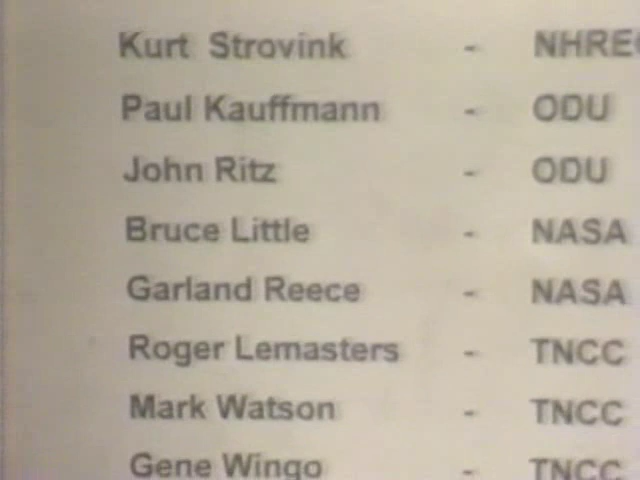 Kurt Strovink - NHREC
Paul Kauffmann - ODU
John Ritz - ODU
Bruce Little - NASA
Garland Reece - NASA
Roger Lemasters - TNCC
Mark Watson - TNCC
Gene Wingo - TNCC